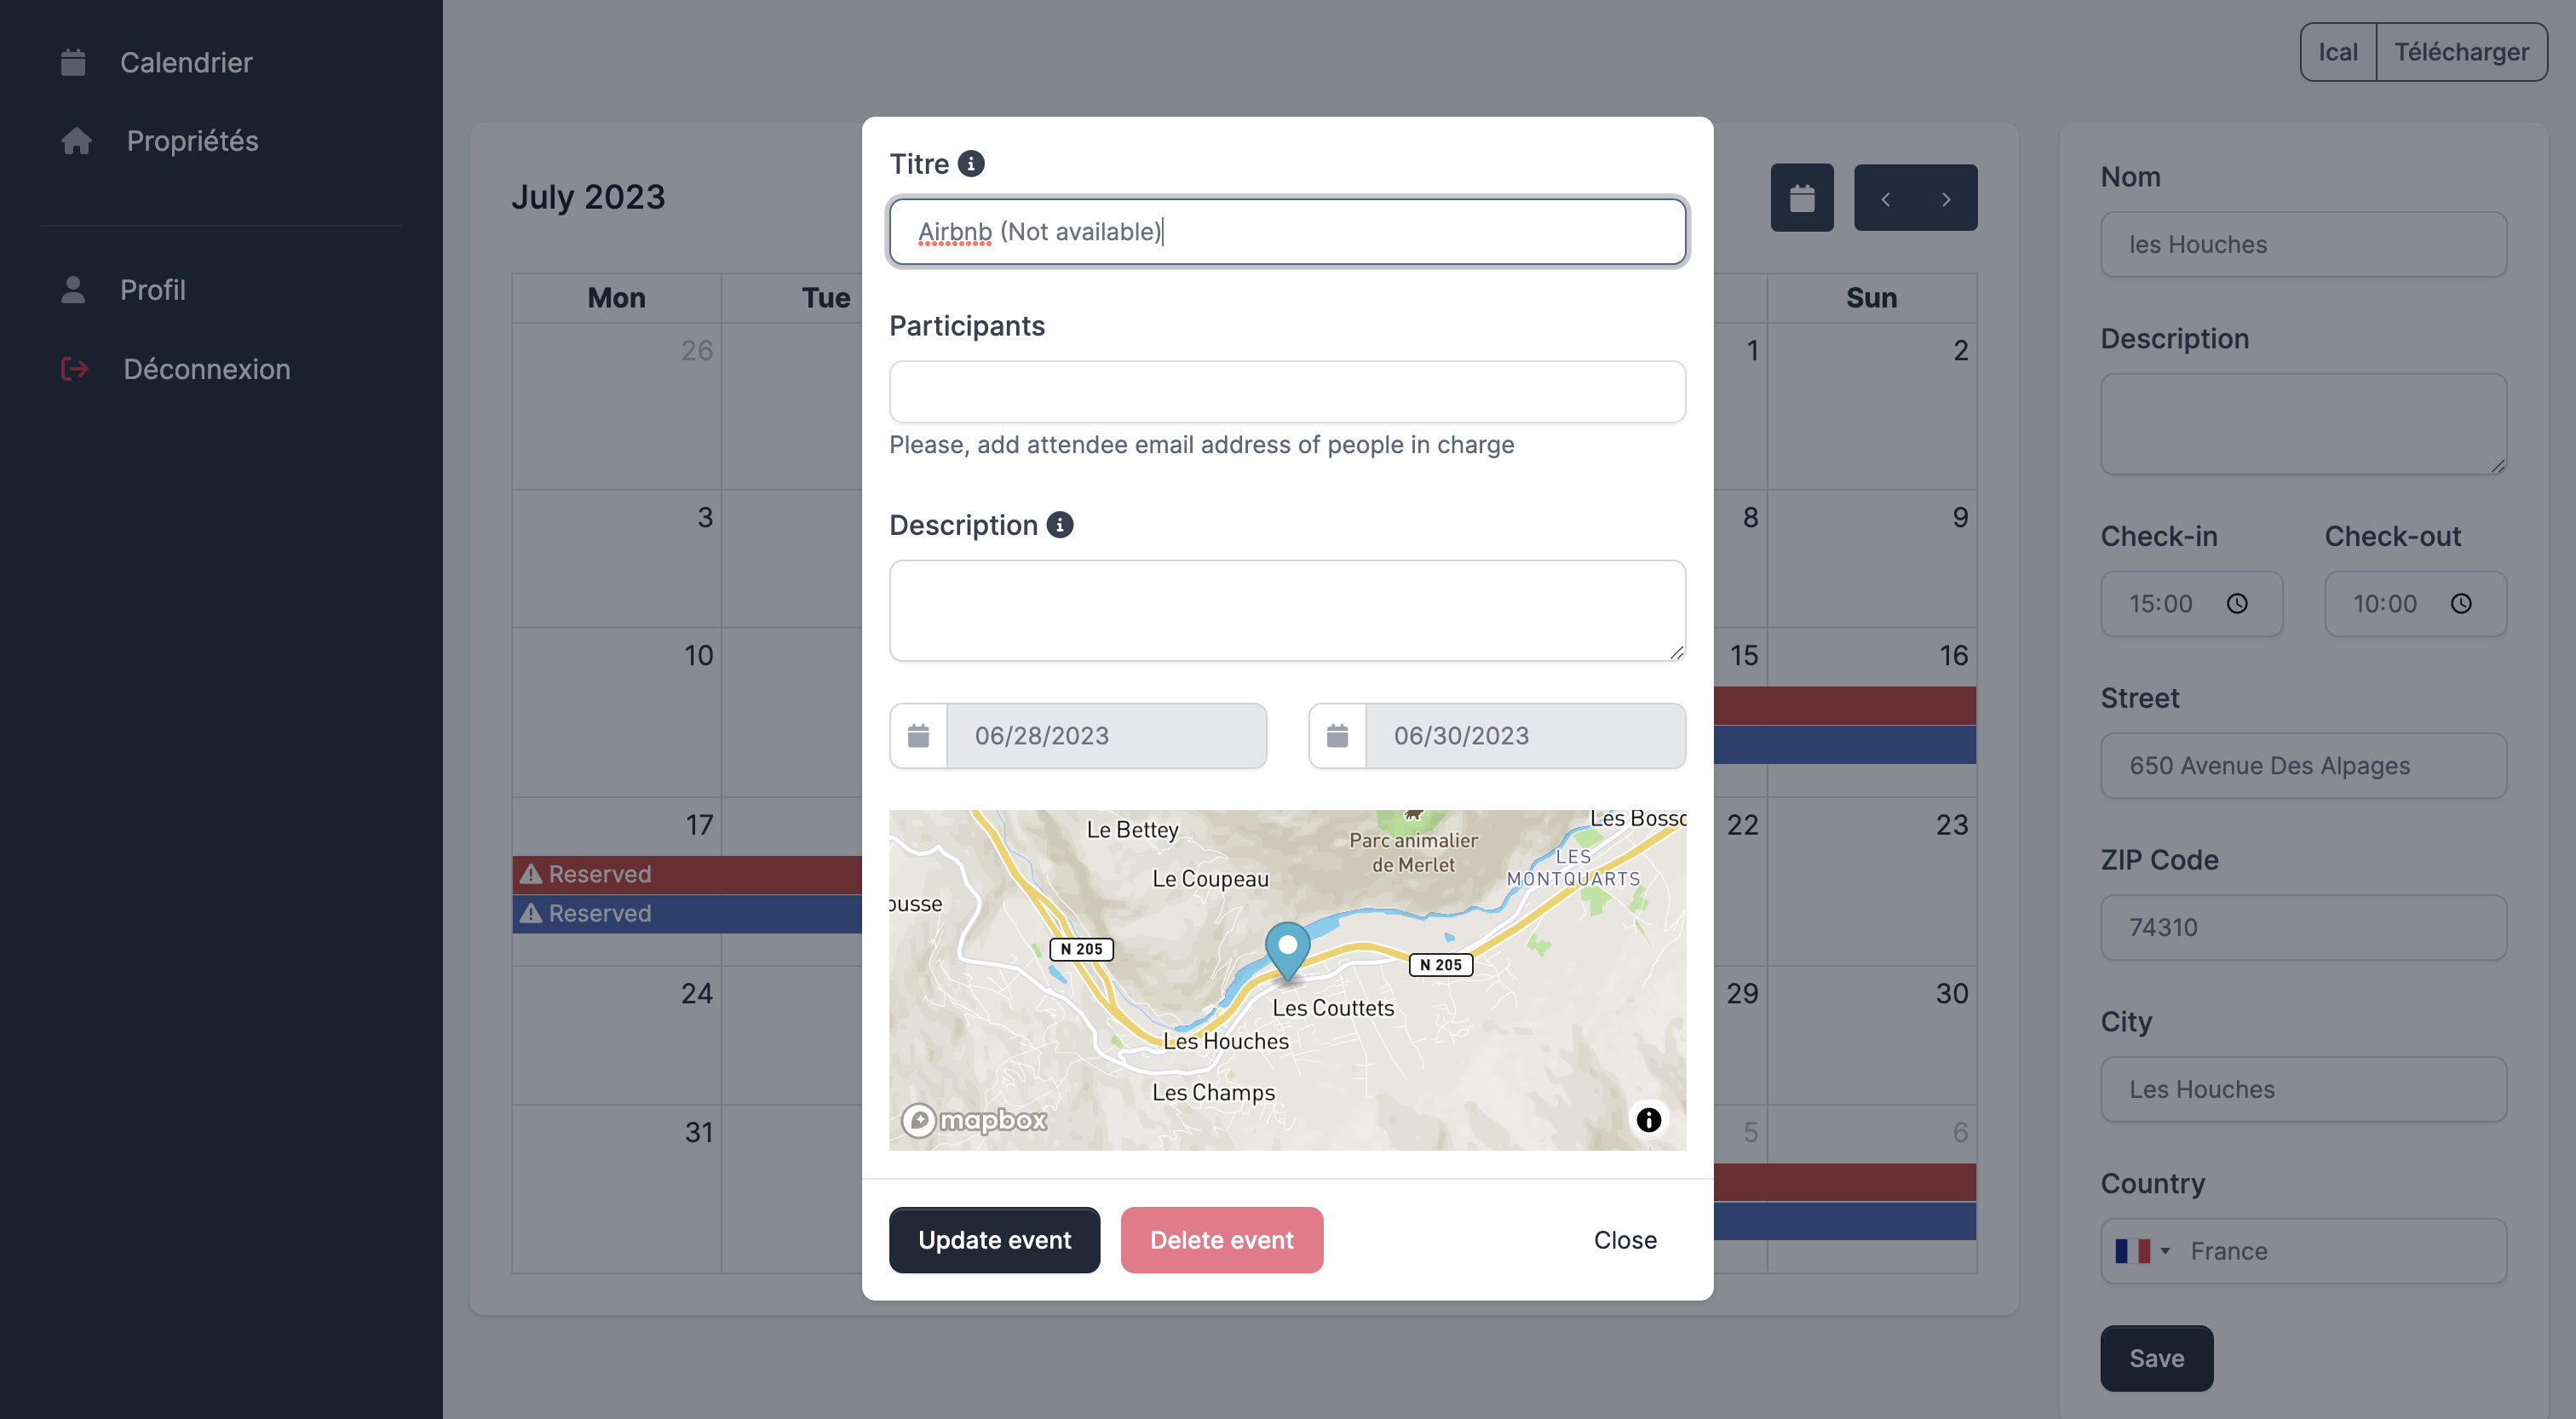 Calendrier
Propriétés
Profil
Déconnexion
Ical
Télécharger
July 2023
Mon
Tue
Sun
26
1
2
3
8
9
10
15
16
17
22
23
Reserved
Reserved
24
29
30
31
5
6
Titre
Airbnb (Not available)
Participants
Please, add attendee email address of people in charge
Description
06/28/2023
06/30/2023
Le Bettey
Parc animalier
de Merlet
Les Bosso
LES
MONTQUARTS
Le Coupeau
ousse
N 205
N 205
Les Couttets
Les Houches
Les Champs
mapbox
Update event
Delete event
Close
Nom
les Houches
Description
Check-in
Check-out
15:00
10:00
Street
650 Avenue Des Alpages
ZIP Code
74310
City
Les Houches
Country
France
Save